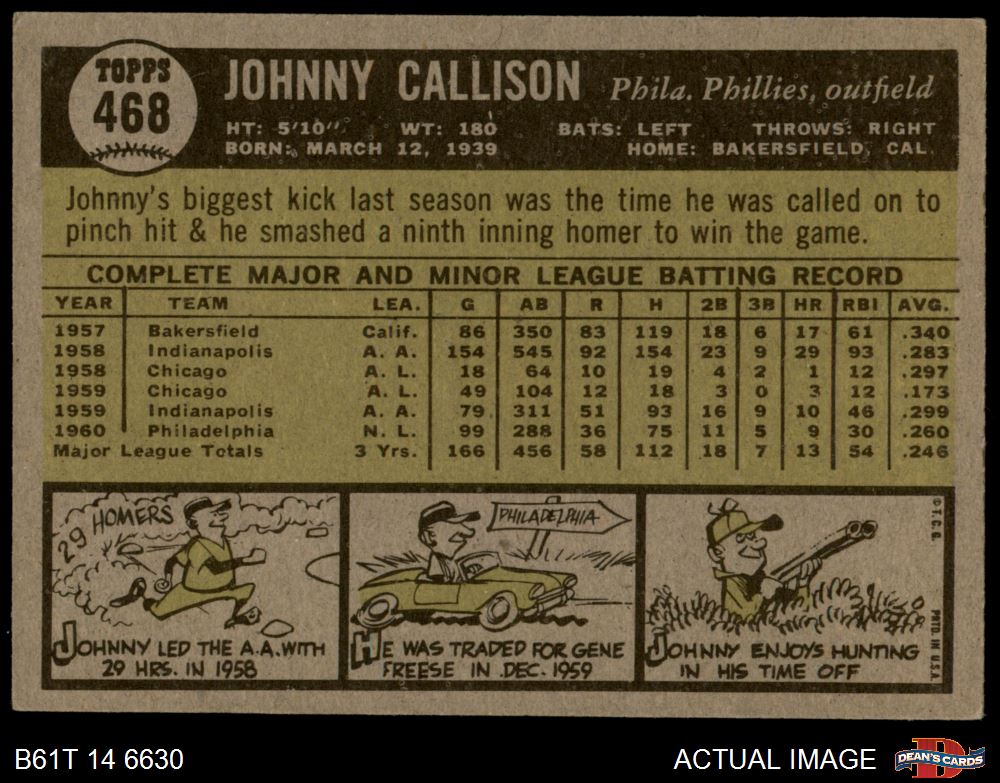 TOPPS
468
JOHNNY CALLISON Phila. Phillies, outfield
HT: 5'10" WT: 180 BATS: LEFT THROWS: RIGHT
BORN: MARCH 12, 1939 HOME: BAKERSFIELD, CAL.
Johnny's biggest kick last season was the time he was called on to
pinch hit & he smashed a ninth inning homer to win the game.
COMPLETE MAJOR AND MINOR LEAGUE BATTING RECORD
YEAR TEAM LEA. G AB R H 2B 3B HR RBI AVG.
1957 Bakersfield Calif. 86 350 83 119 18 6 17 61 .340
1958 Indianapolis A. A. 154 545 92 154 23 9 29 93 .283
1958 Chicago A. L. 18 64 10 19 4 2 1 12 .297
1959 Chicago A. L. 49 104 12 18 3 0 3 12 .173
1959 Indianapolis A. A. 79 311 51 93 16 9 10 46 .299
1960 Philadelphia N. L. 99 288 36 75 11 5 9 30 .260
Major League Totals 3 Yrs. 166 456 58 112 18 7 13 54 .246
29 HOMERS
JOHNNY LED THE A.A. WITH
29 HRS. IN 1958
PHILADELPHIA
HE WAS TRADED FOR GENE
FREESE IN DEC. 1959
JOHNNY ENJOYS HUNTING
IN HIS TIME OFF
© T. C. G.
PRTD. IN U.S.A.
B61T 14 6630
ACTUAL IMAGE
D
DEAN'S CARDS